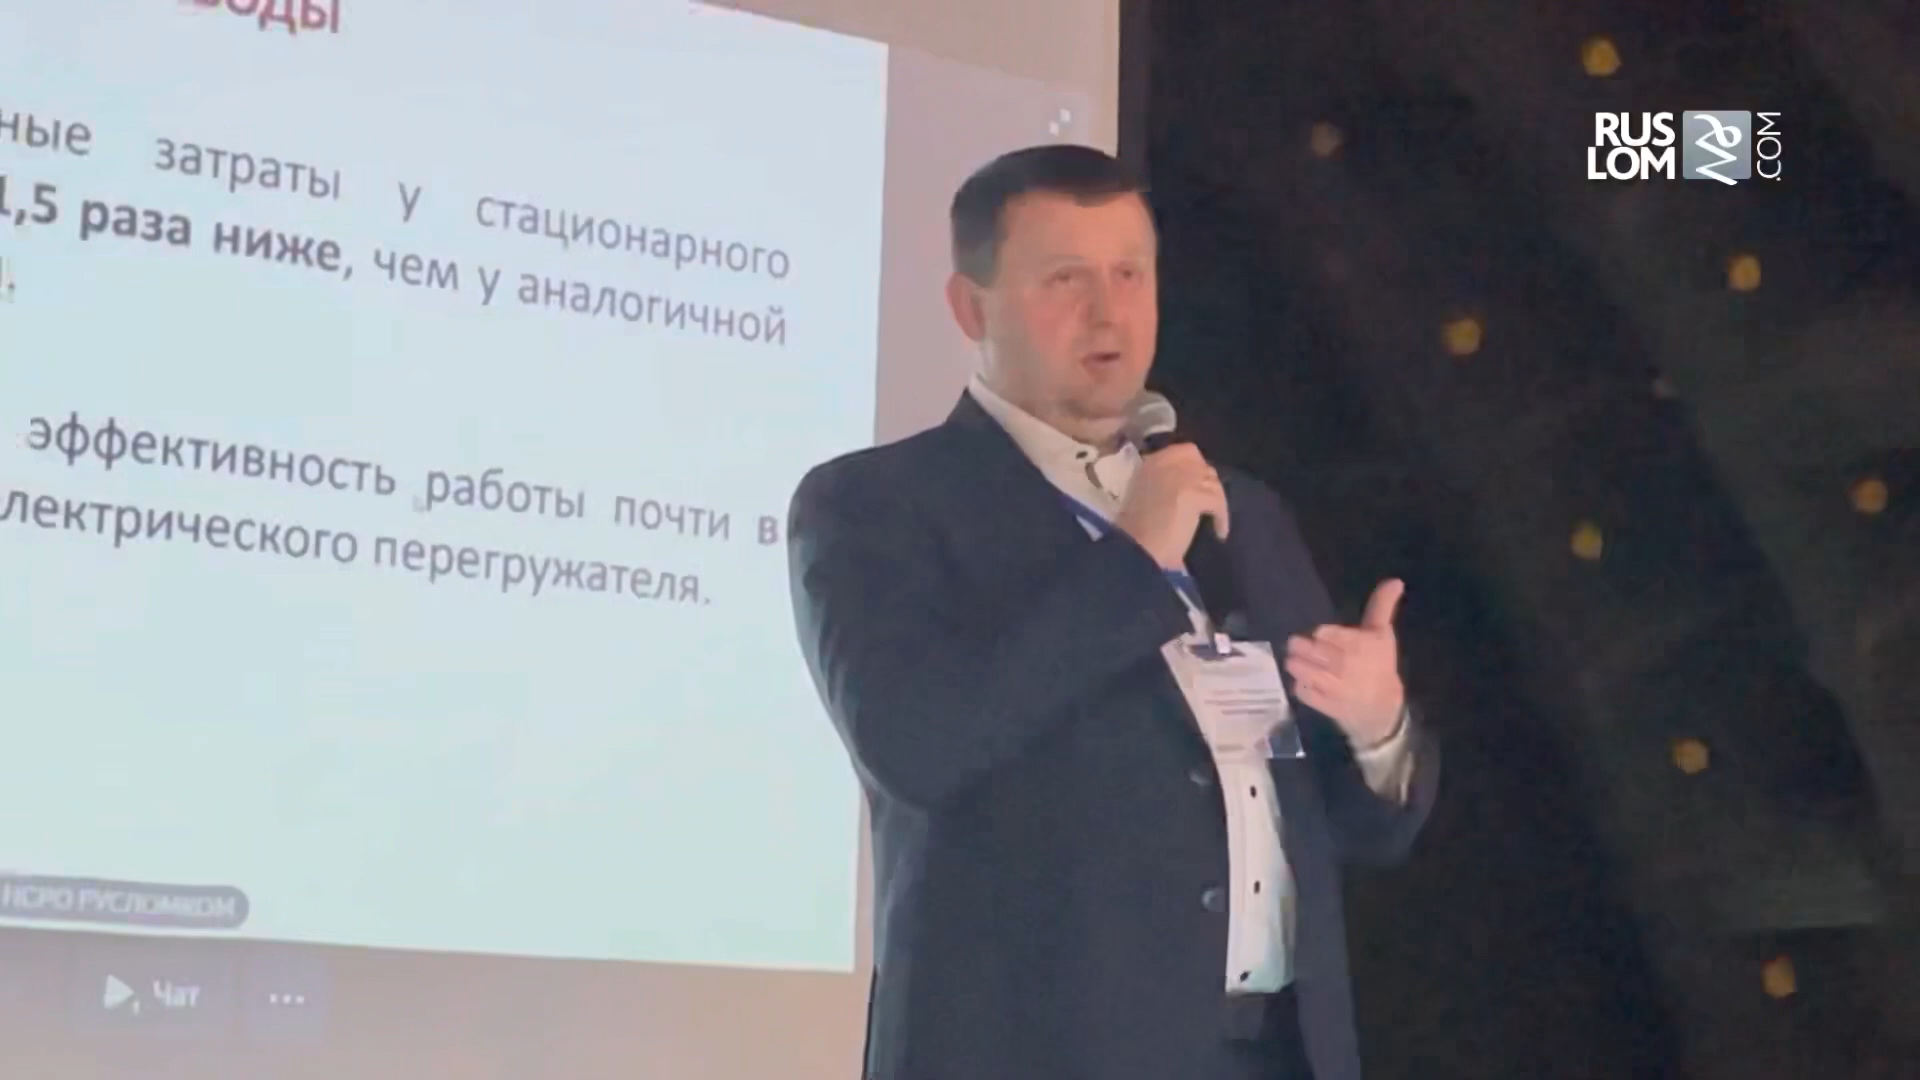 ные затраты у стационарного
1,5 раза ниже, чем у аналогичной
эффективность работы почти в
лектрического перегружателя.
НСРО РУСЛОМКОМ
Чат
RUS
LOM
.COM